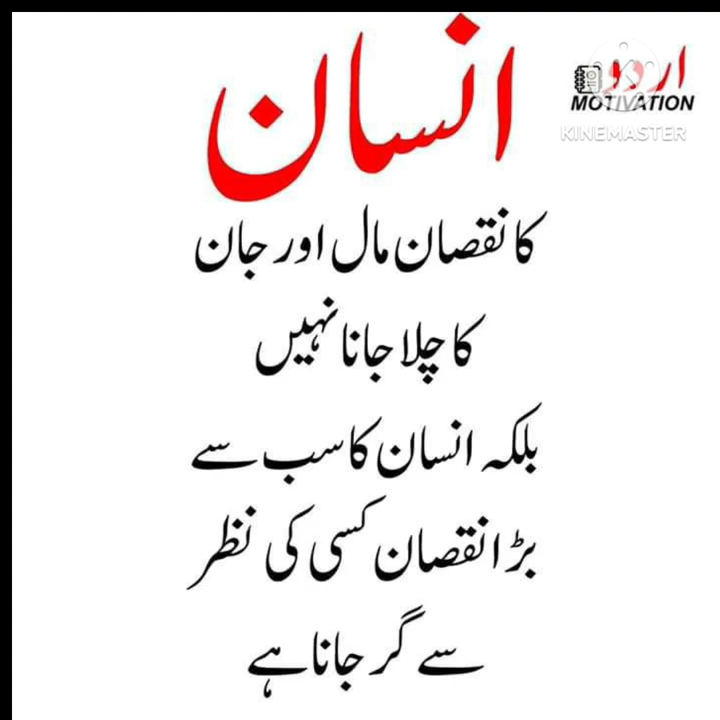 انسان
اردو
MOTIVATION
KINEMASTER
کا نقصان مال اور جان
کا چلا جانا نہیں
بلکہ انسان کا سب سے
بڑا نقصان کسی کی نظر
سے گر جانا ہے